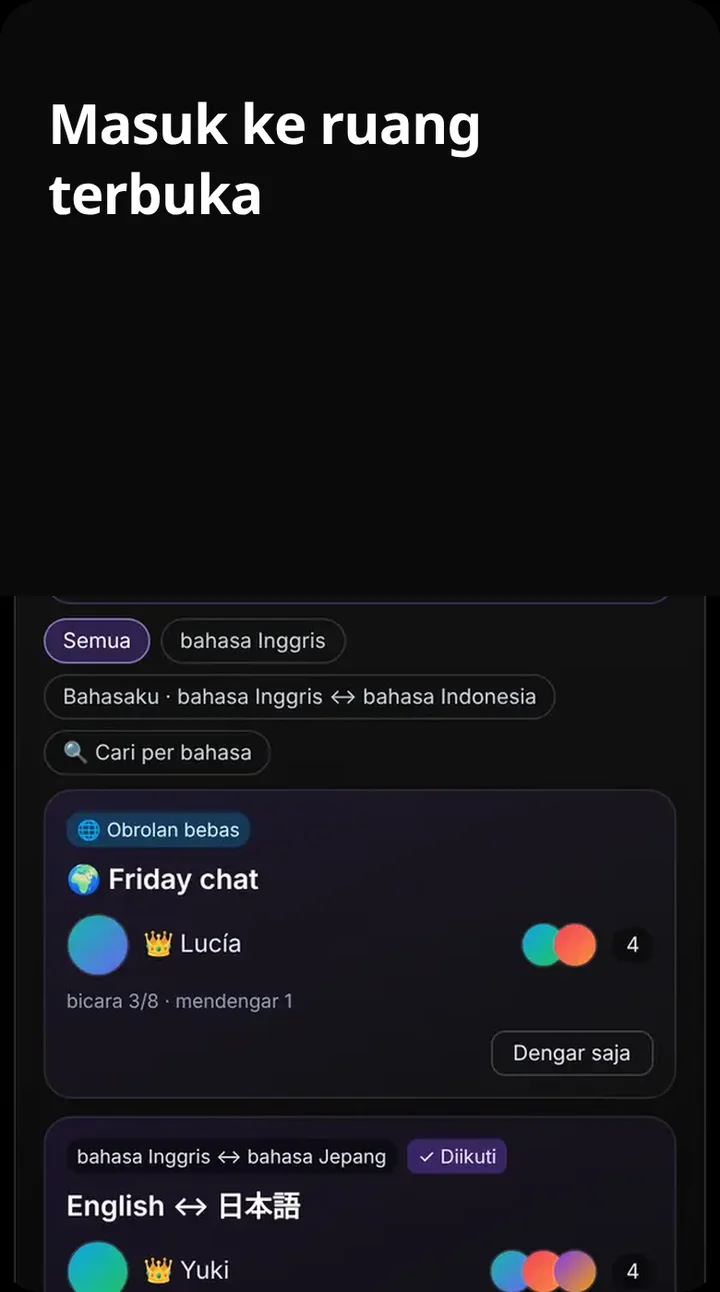 Masuk ke ruang
terbuka
Semua
bahasa Inggris
Bahasaku · bahasa Inggris ↔ bahasa Indonesia
🔍 Cari per bahasa
🌐 Obrolan bebas
🌍 Friday chat
👑 Lucía
4
bicara 3/8 · mendengar 1
Dengar saja
bahasa Inggris ↔ bahasa Jepang
✓ Diikuti
English ↔ 日本語
👑 Yuki
4